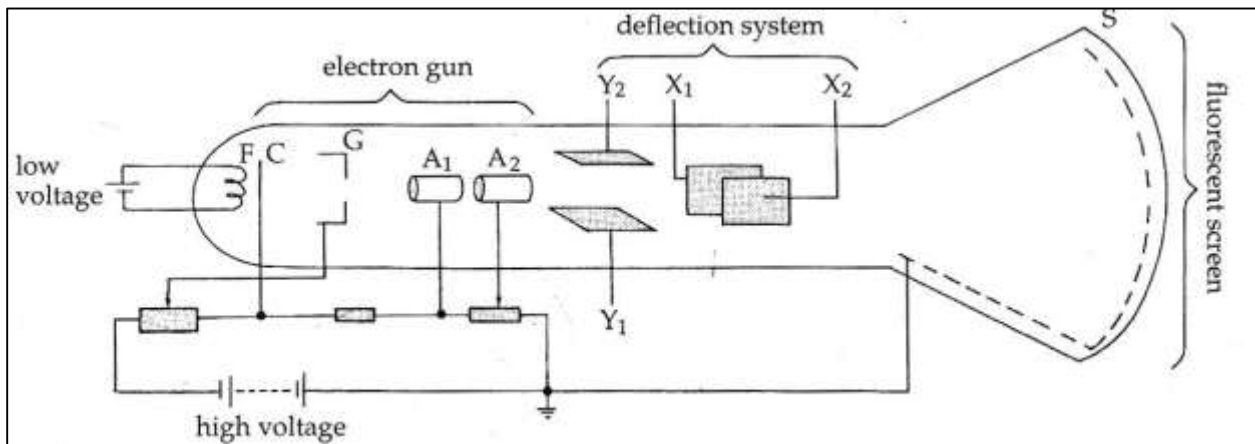 deflection system
S
electron gun
Y2 X1 X2
F C G A1 A2
low
voltage
fluorescent screen
Y1
high voltage